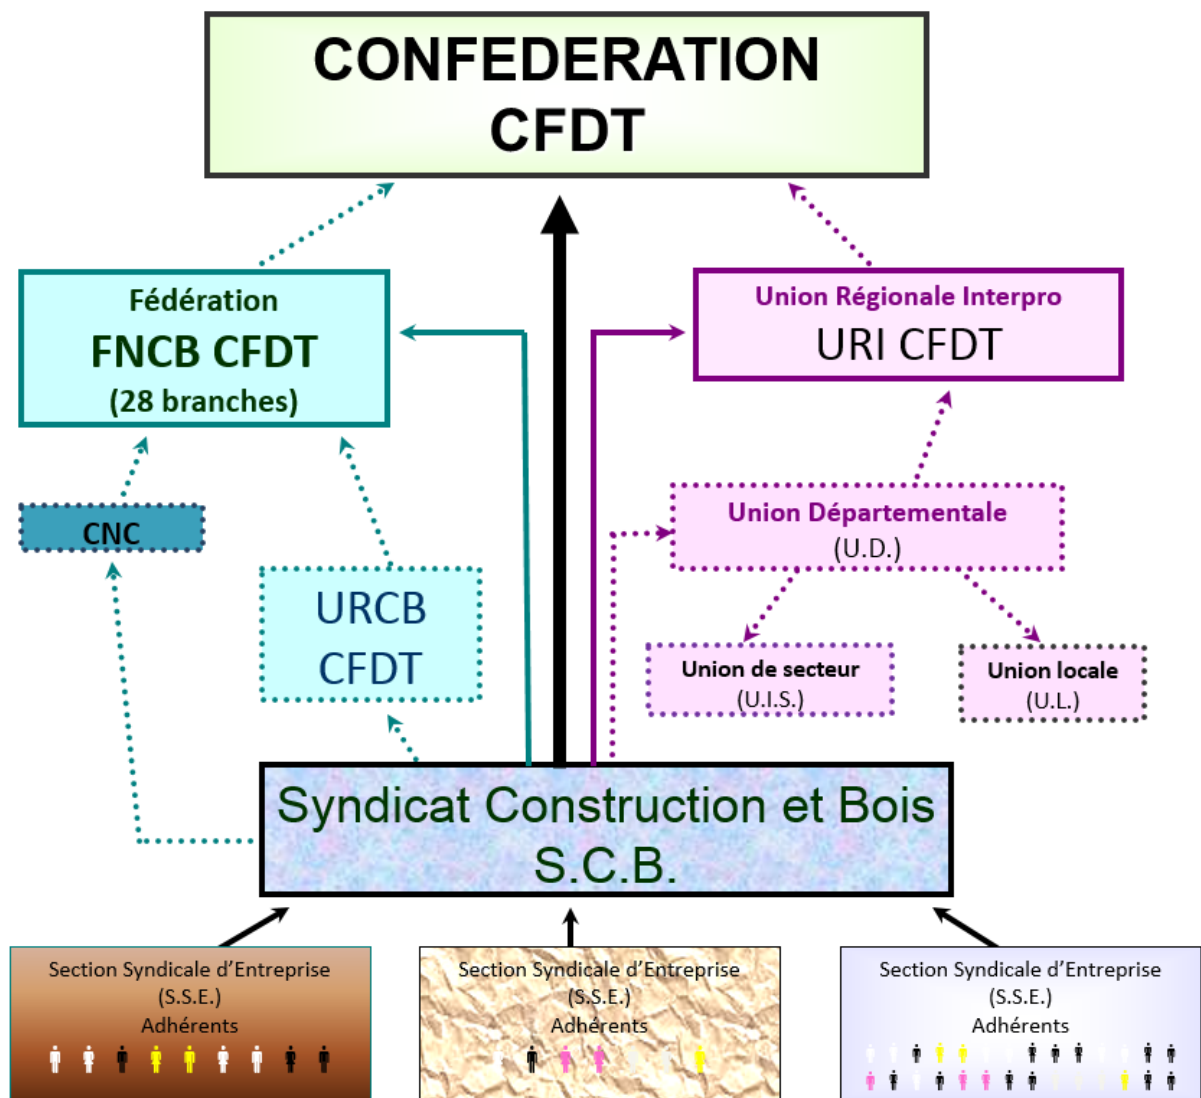 CONFEDERATION
CFDT
Fédération
FNCB CFDT
(28 branches)
Union Régionale Interpro
URI CFDT
CNC
URCB
CFDT
Union Départementale
(U.D.)
Union de secteur
(U.I.S.)
Union locale
(U.L.)
Syndicat Construction et Bois
S.C.B.
Section Syndicale d'Entreprise
(S.S.E.)
Adhérents
Section Syndicale d'Entreprise
(S.S.E.)
Adhérents
Section Syndicale d'Entreprise
(S.S.E.)
Adhérents